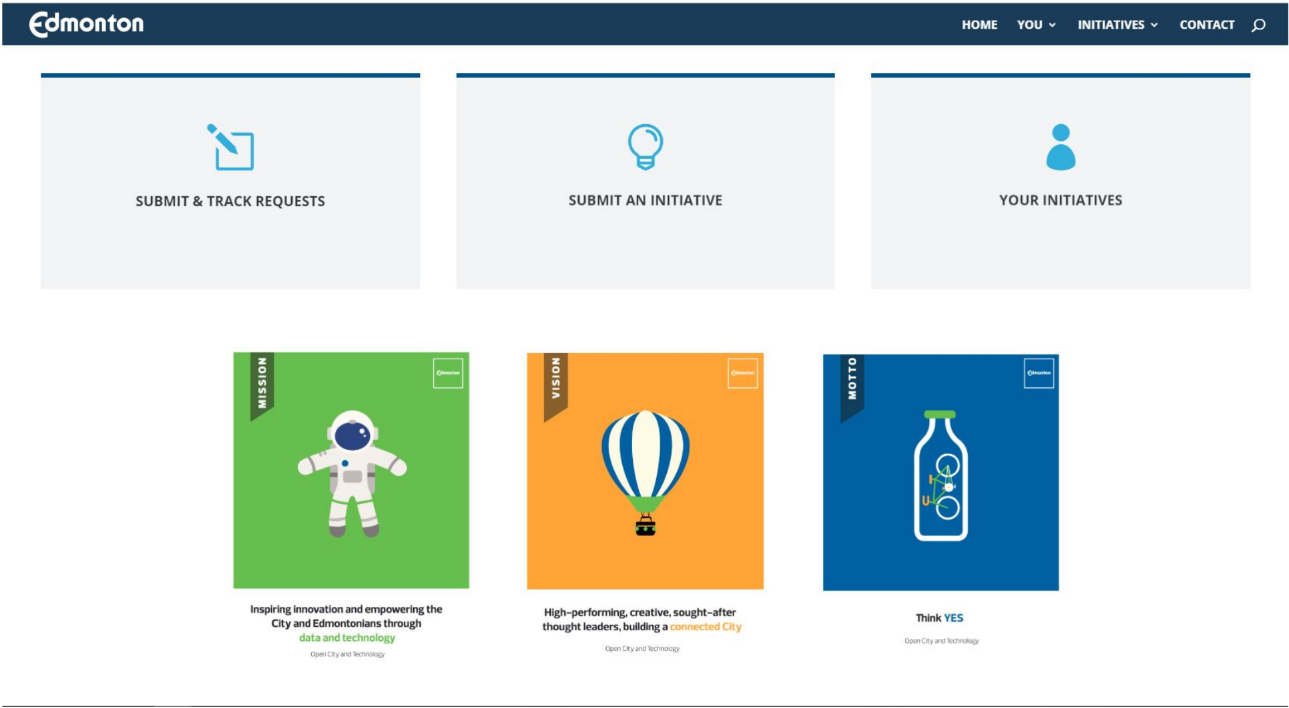 Edmonton
HOME YOU INITIATIVES CONTACT
SUBMIT & TRACK REQUESTS
SUBMIT AN INITIATIVE
YOUR INITIATIVES
MISSION
Edmonton
VISION
Edmonton
MOTTO
Edmonton
Inspiring innovation and empowering the
City and Edmontonians through
data and technology
Open City and Technology
High-performing, creative, sought-after
thought leaders, building a connected City
Open City and Technology
Think YES
Open City and Technology